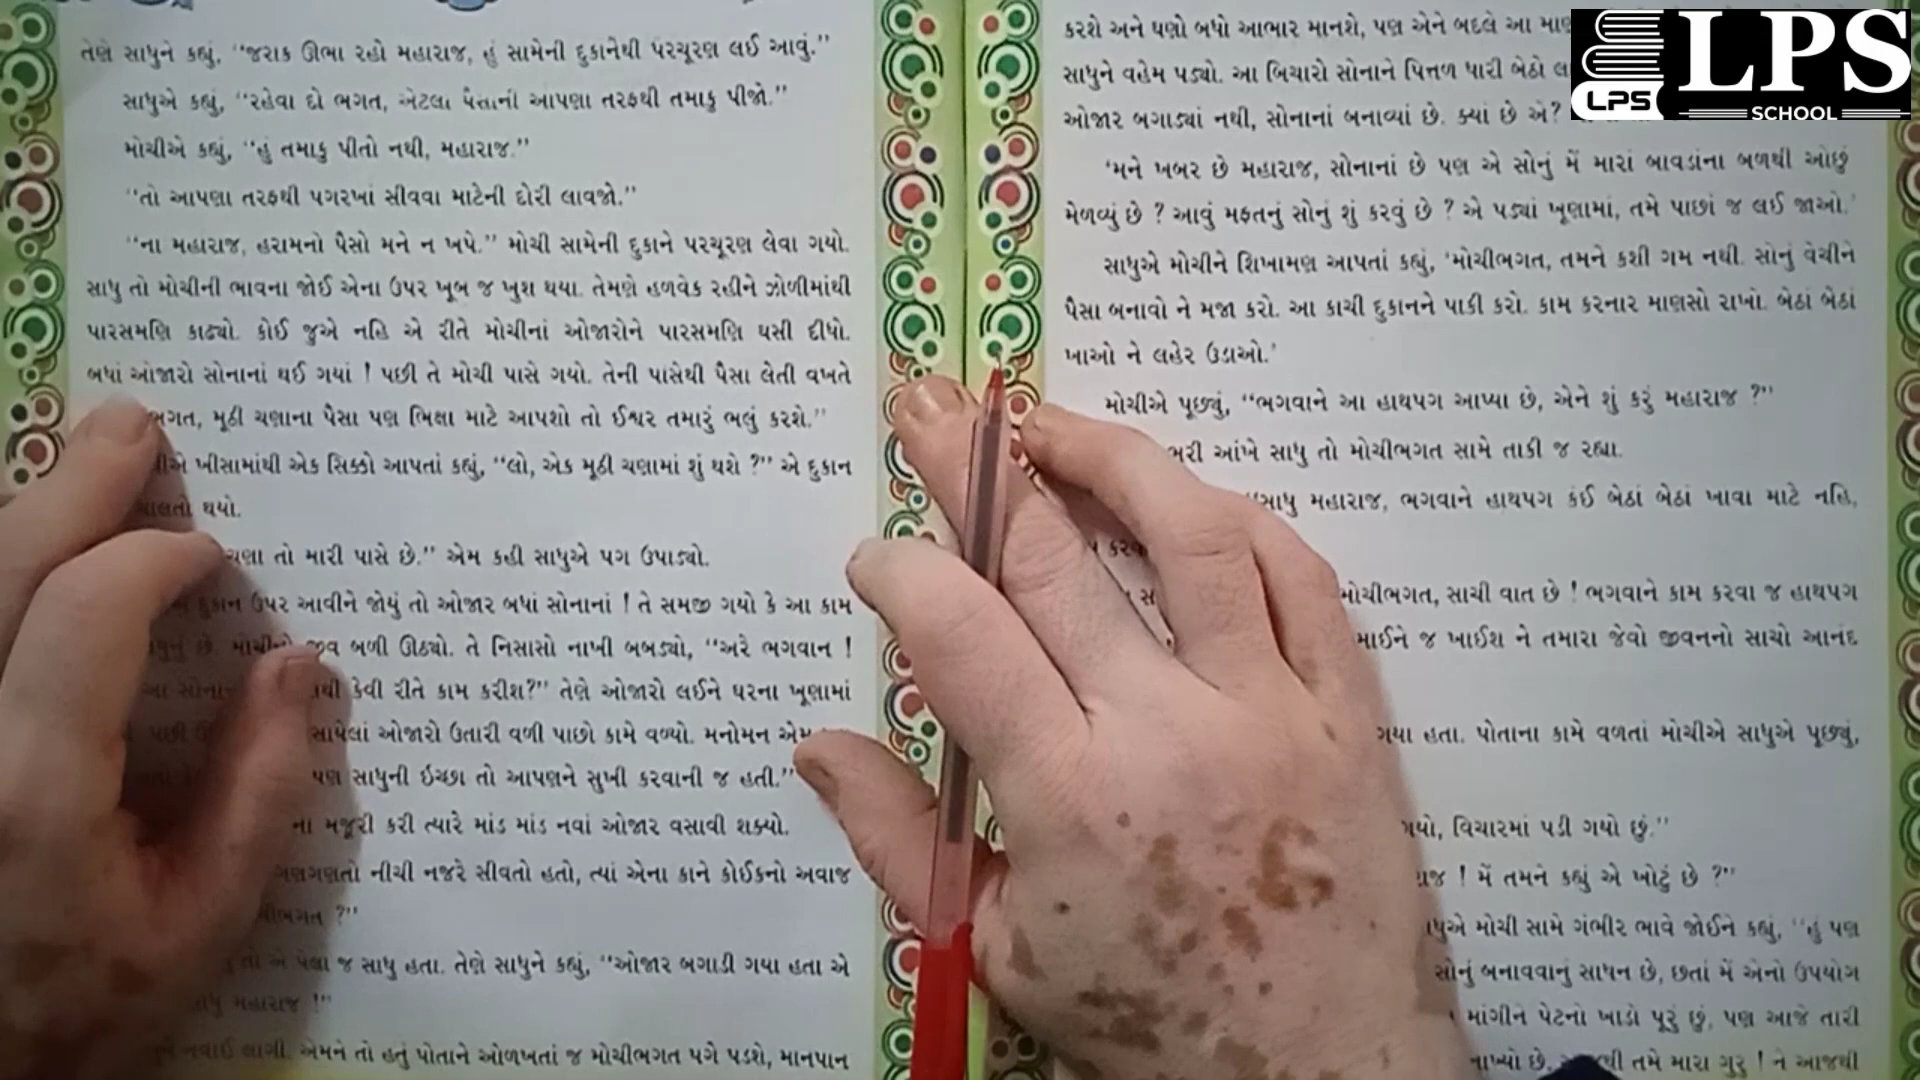 તેણે સાધુને કહ્યું, “જરાક ઊભા રહો મહારાજ, હું સામેની દુકાનેથી પરચૂરણ લઈ આવું.”
સાધુએ કહ્યું, “રહેવા દો ભગત, એટલા પૈસાની આપણા તરફથી તમાકુ પીજો.”
મોચીએ કહ્યું, “હું તમાકુ પીતો નથી, મહારાજ.”
“તો આપણા તરફથી પગરખાં સીવવા માટેની દોરી લાવજો.”
“ના મહારાજ, હરામનો પૈસો મને ન ખપે.” મોચી સામેની દુકાને પરચૂરણ લેવા ગયો.
સાધુ તો મોચીની ભાવના જોઈ એના ઉપર ખૂબ જ ખુશ થયા. તેમણે હળવેક રહીને ઝોળીમાંથી
પારસમણિ કાઢ્યો. કોઈ જુએ નહિ એ રીતે મોચીનાં ઓજારોને પારસમણિ ઘસી દીધો.
બધાં ઓજારો સોનાનાં થઈ ગયાં ! પછી તે મોચી પાસે ગયો. તેની પાસેથી પૈસા લેતી વખતે
ભગત, મૂઠી ચણાના પૈસા પણ ભિક્ષા માટે આપશો તો ઈશ્વર તમારું ભલું કરશે.”
ખીસામાંથી એક સિક્કો આપતાં કહ્યું, “લો, એક મૂઠી ચણામાં શું થશે ?” એ દુકાન
ચાલતો થયો.
ચણા તો મારી પાસે છે.” એમ કહી સાધુએ પગ ઉપાડ્યો.
દુકાન ઉપર આવીને જોયું તો ઓજાર બધાં સોનાનાં ! તે સમજી ગયો કે આ કામ
છે. મોચીનો જીવ બળી ઊઠ્યો. તે નિસાસો નાખી બબડ્યો, “અરે ભગવાન !
આ કેવી રીતે કામ કરીશ?” તેણે ઓજારો લઈને ઘરના ખૂણામાં
ઓજારો ઉતારી વળી પાછો કામે વળ્યો. મનોમન એમ
પણ સાધુની ઇચ્છા તો આપણને સુખી કરવાની જ હતી.”
મજૂરી કરી ત્યારે માંડ માંડ નવાં ઓજાર વસાવી શક્યો.
ગણગણતો નીચી નજરે સીવતો હતો, ત્યાં એના કાને કોઈકનો અવાજ
?”
એ પેલા જ સાધુ હતા. તેણે સાધુને કહ્યું, “ઓજાર બગાડી ગયા હતા એ
મહારાજ !”
નવાઈ લાગી. એમને તો હતું પોતાને ઓળખતાં જ મોચીભગત પગે પડશે, માનપાન
કરશે અને ઘણો બધો આભાર માનશે, પણ એને બદલે આ
સાધુને વહેમ પડ્યો. આ બિચારો સોનાને પિત્તળ ધારી બેઠો
ઓજાર બગાડ્યાં નથી, સોનાનાં બનાવ્યાં છે. ક્યાં છે એ?
‘મને ખબર છે મહારાજ, સોનાનાં છે પણ એ સોનું મેં મારાં બાવડાંના બળથી ઓછું
મેળવ્યું છે ? આવું મફતનું સોનું શું કરવું છે ? એ પડ્યાં ખૂણામાં, તમે પાછાં જ લઈ જાઓ.’
સાધુએ મોચીને શિખામણ આપતાં કહ્યું, ‘મોચીભગત, તમને કશી ગમ નથી. સોનું વેચીને
પૈસા બનાવો ને મજા કરો. આ કાચી દુકાનને પાકી કરો. કામ કરનાર માણસો રાખો. બેઠાં બેઠાં
ખાઓ ને લહેર ઉડાઓ.’
મોચીએ પૂછ્યું, “ભગવાને આ હાથપગ આપ્યા છે, એને શું કરું મહારાજ ?”
આંખે સાધુ તો મોચીભગત સામે તાકી જ રહ્યા.
“સાધુ મહારાજ, ભગવાને હાથપગ કંઈ બેઠાં બેઠાં ખાવા માટે નહિ,
મોચીભગત, સાચી વાત છે ! ભગવાને કામ કરવા જ હાથપગ
જ ખાઈશ ને તમારા જેવો જીવનનો સાચો આનંદ
ગયા હતા. પોતાના કામે વળતાં મોચીએ સાધુએ પૂછ્યું,
વિચારમાં પડી ગયો છું.”
! મેં તમને કહ્યું એ ખોટું છે ?”
મોચી સામે ગંભીર ભાવે જોઈને કહ્યું, “હું પણ
સોનું બનાવવાનું સાધન છે, છતાં મેં એનો ઉપયોગ
માંગીને પેટનો ખાડો પૂરું છું, પણ આજે તારી
છે. તમે મારા ગુરુ ! ને આજથી
LPS
LPS
SCHOOL